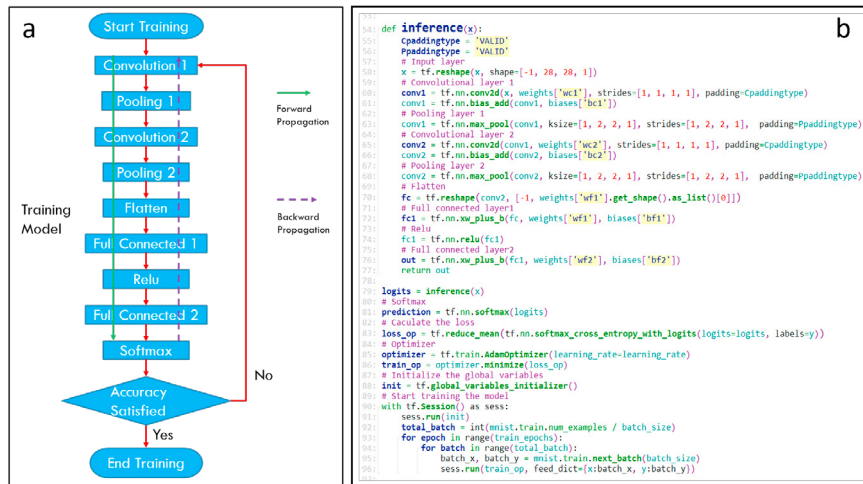 a
Start Training
Convolution 1
Pooling 1
Convolution 2
Pooling 2
Flatten
Full Connected 1
Relu
Full Connected 2
Softmax
Accuracy
Satisfied
End Training
Training
Model
Forward
Propagation
Backward
Propagation
No
Yes
b
53.
54. def inference(x):
55. Cpaddingtype = 'VALID'
56. Ppaddingtype = 'VALID'
57. # Input layer
58. x = tf.reshape(x, shape=[-1, 28, 28, 1])
59. # Convolutional layer 1
60. conv1 = tf.nn.conv2d(x, weights['wc1'], strides=[1, 1, 1, 1], padding=Cpaddingtype)
61. conv1 = tf.nn.bias_add(conv1, biases['bc1'])
62. # Pooling layer 1
63. conv1 = tf.nn.max_pool(conv1, ksize=[1, 2, 2, 1], strides=[1, 2, 2, 1], padding=Ppaddingtype)
64. # Convolutional layer 2
65. conv2 = tf.nn.conv2d(conv1, weights['wc2'], strides=[1, 1, 1, 1], padding=Cpaddingtype)
66. conv2 = tf.nn.bias_add(conv2, biases['bc2'])
67. # Pooling layer 2
68. conv2 = tf.nn.max_pool(conv2, ksize=[1, 2, 2, 1], strides=[1, 2, 2, 1], padding=Ppaddingtype)
69. # Flatten
70. fc = tf.reshape(conv2, [-1, weights['wf1'].get_shape().as_list()[0]])
71. # Full connected layer1
72. fc1 = tf.nn.xw_plus_b(fc, weights['wf1'], biases['bf1'])
73. # Relu
74. fc1 = tf.nn.relu(fc1)
75. # Full connected layer2
76. out = tf.nn.xw_plus_b(fc1, weights['wf2'], biases['bf2'])
77. return out
78.
79. logits = inference(x)
80. # Softmax
81. prediction = tf.nn.softmax(logits)
82. # Caculate the loss
83. loss_op = tf.reduce_mean(tf.nn.softmax_cross_entropy_with_logits(logits=logits, labels=y))
84. # Optimizer
85. optimizer = tf.train.AdamOptimizer(learning_rate=learning_rate)
86. train_op = optimizer.minimize(loss_op)
87. # Initialize the global variables
88. init = tf.global_variables_initializer()
89. # Start training the model
90. with tf.Session() as sess:
91. sess.run(init)
92. total_batch = int(mnist.train.num_examples / batch_size)
93. for epoch in range(train_epochs):
94. for batch in range(total_batch):
95. batch_x, batch_y = mnist.train.next_batch(batch_size)
96. sess.run(train_op, feed_dict={x:batch_x, y:batch_y})